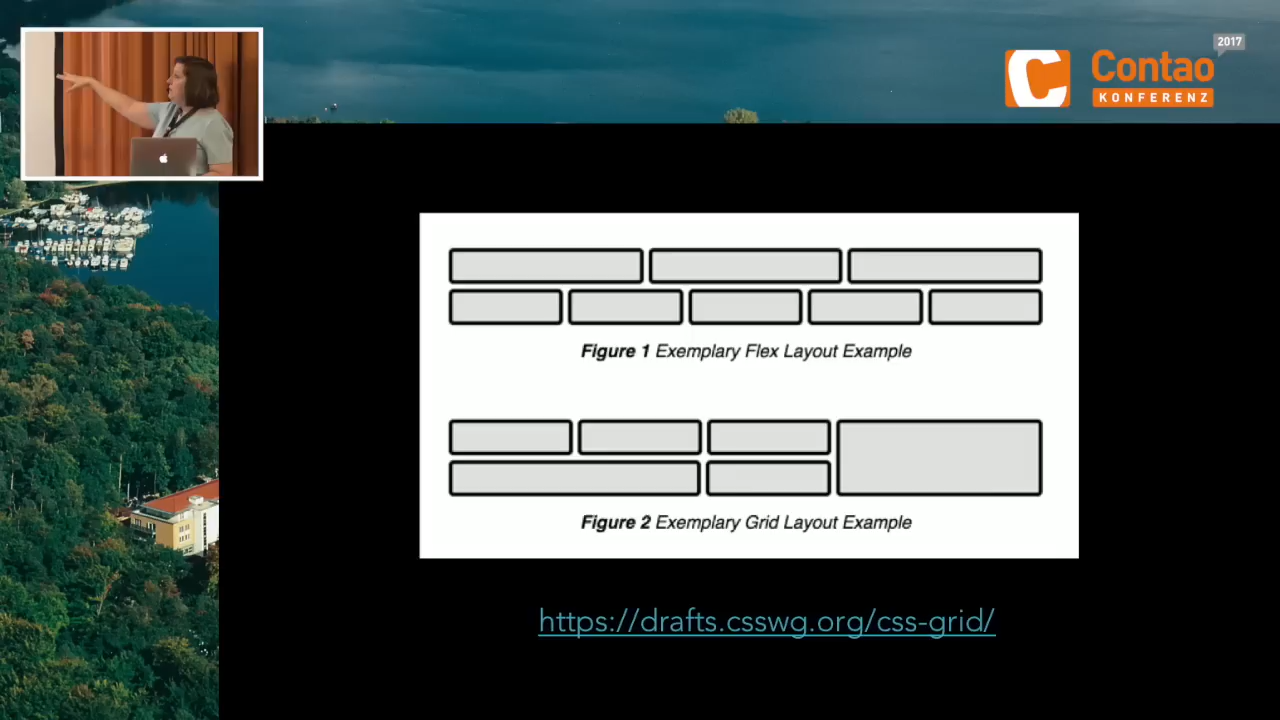 2017
Contao
KONFERENZ
Figure 1 Exemplary Flex Layout Example
Figure 2 Exemplary Grid Layout Example
https://drafts.csswg.org/css-grid/